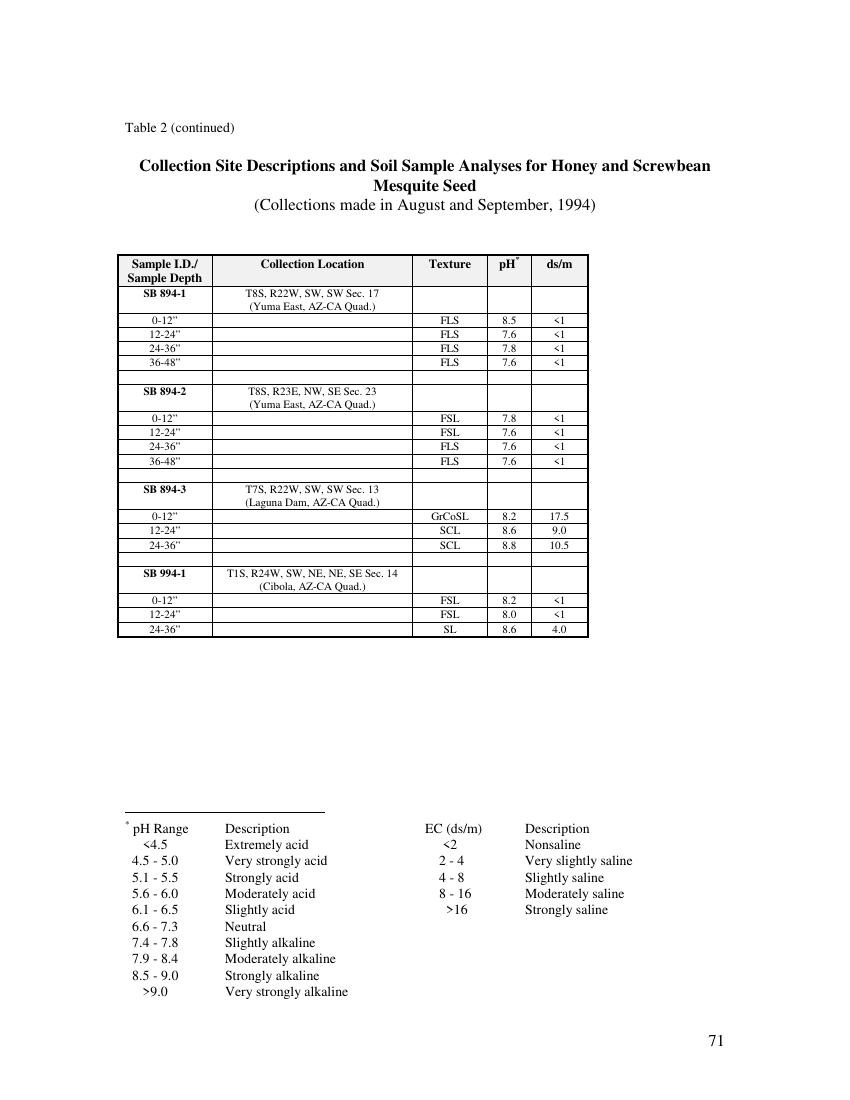 Table 2 (continued)
Collection Site Descriptions and Soil Sample Analyses for Honey and Screwbean
Mesquite Seed
(Collections made in August and September, 1994)
Sample I.D./ Collection Location Texture pH* ds/m
Sample Depth
SB 894-1 T8S, R22W, SW, SW Sec. 17
(Yuma East, AZ-CA Quad.)
0-12” FLS 8.5 <1
12-24” FLS 7.6 <1
24-36” FLS 7.8 <1
36-48” FLS 7.6 <1
SB 894-2 T8S, R23E, NW, SE Sec. 23
(Yuma East, AZ-CA Quad.)
0-12” FSL 7.8 <1
12-24” FSL 7.6 <1
24-36” FLS 7.6 <1
36-48” FLS 7.6 <1
SB 894-3 T7S, R22W, SW, SW Sec. 13
(Laguna Dam, AZ-CA Quad.)
0-12” GrCoSL 8.2 17.5
12-24” SCL 8.6 9.0
24-36” SCL 8.8 10.5
SB 994-1 T1S, R24W, SW, NE, NE, SE Sec. 14
(Cibola, AZ-CA Quad.)
0-12” FSL 8.2 <1
12-24” FSL 8.0 <1
24-36” SL 8.6 4.0
* pH Range Description EC (ds/m) Description
<4.5 Extremely acid <2 Nonsaline
4.5 - 5.0 Very strongly acid 2 - 4 Very slightly saline
5.1 - 5.5 Strongly acid 4 - 8 Slightly saline
5.6 - 6.0 Moderately acid 8 - 16 Moderately saline
6.1 - 6.5 Slightly acid >16 Strongly saline
6.6 - 7.3 Neutral
7.4 - 7.8 Slightly alkaline
7.9 - 8.4 Moderately alkaline
8.5 - 9.0 Strongly alkaline
>9.0 Very strongly alkaline
71